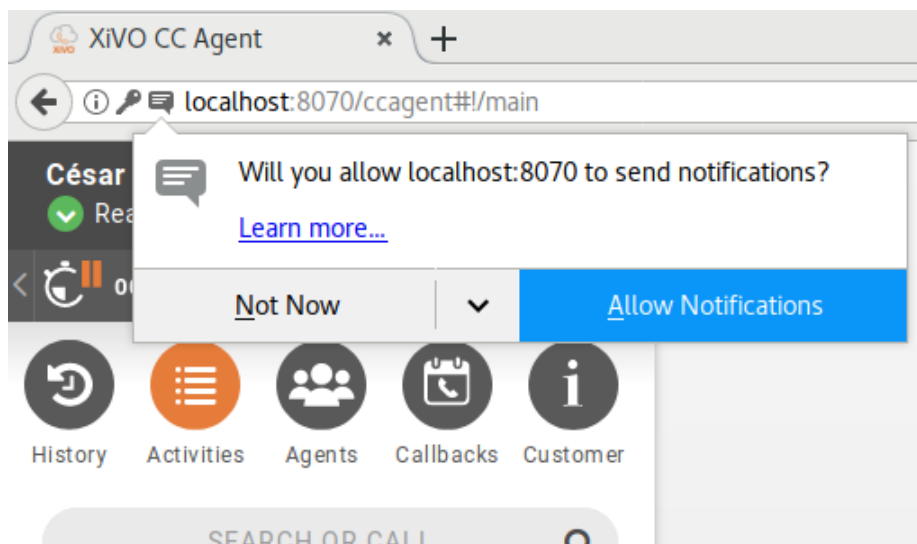 XiVO CC Agent
localhost:8070/ccagent#!/main
César
Will you allow localhost:8070 to send notifications?
Learn more...
Not Now
Allow Notifications
History
Activities
Agents
Callbacks
Customer
SEARCH OR CALL